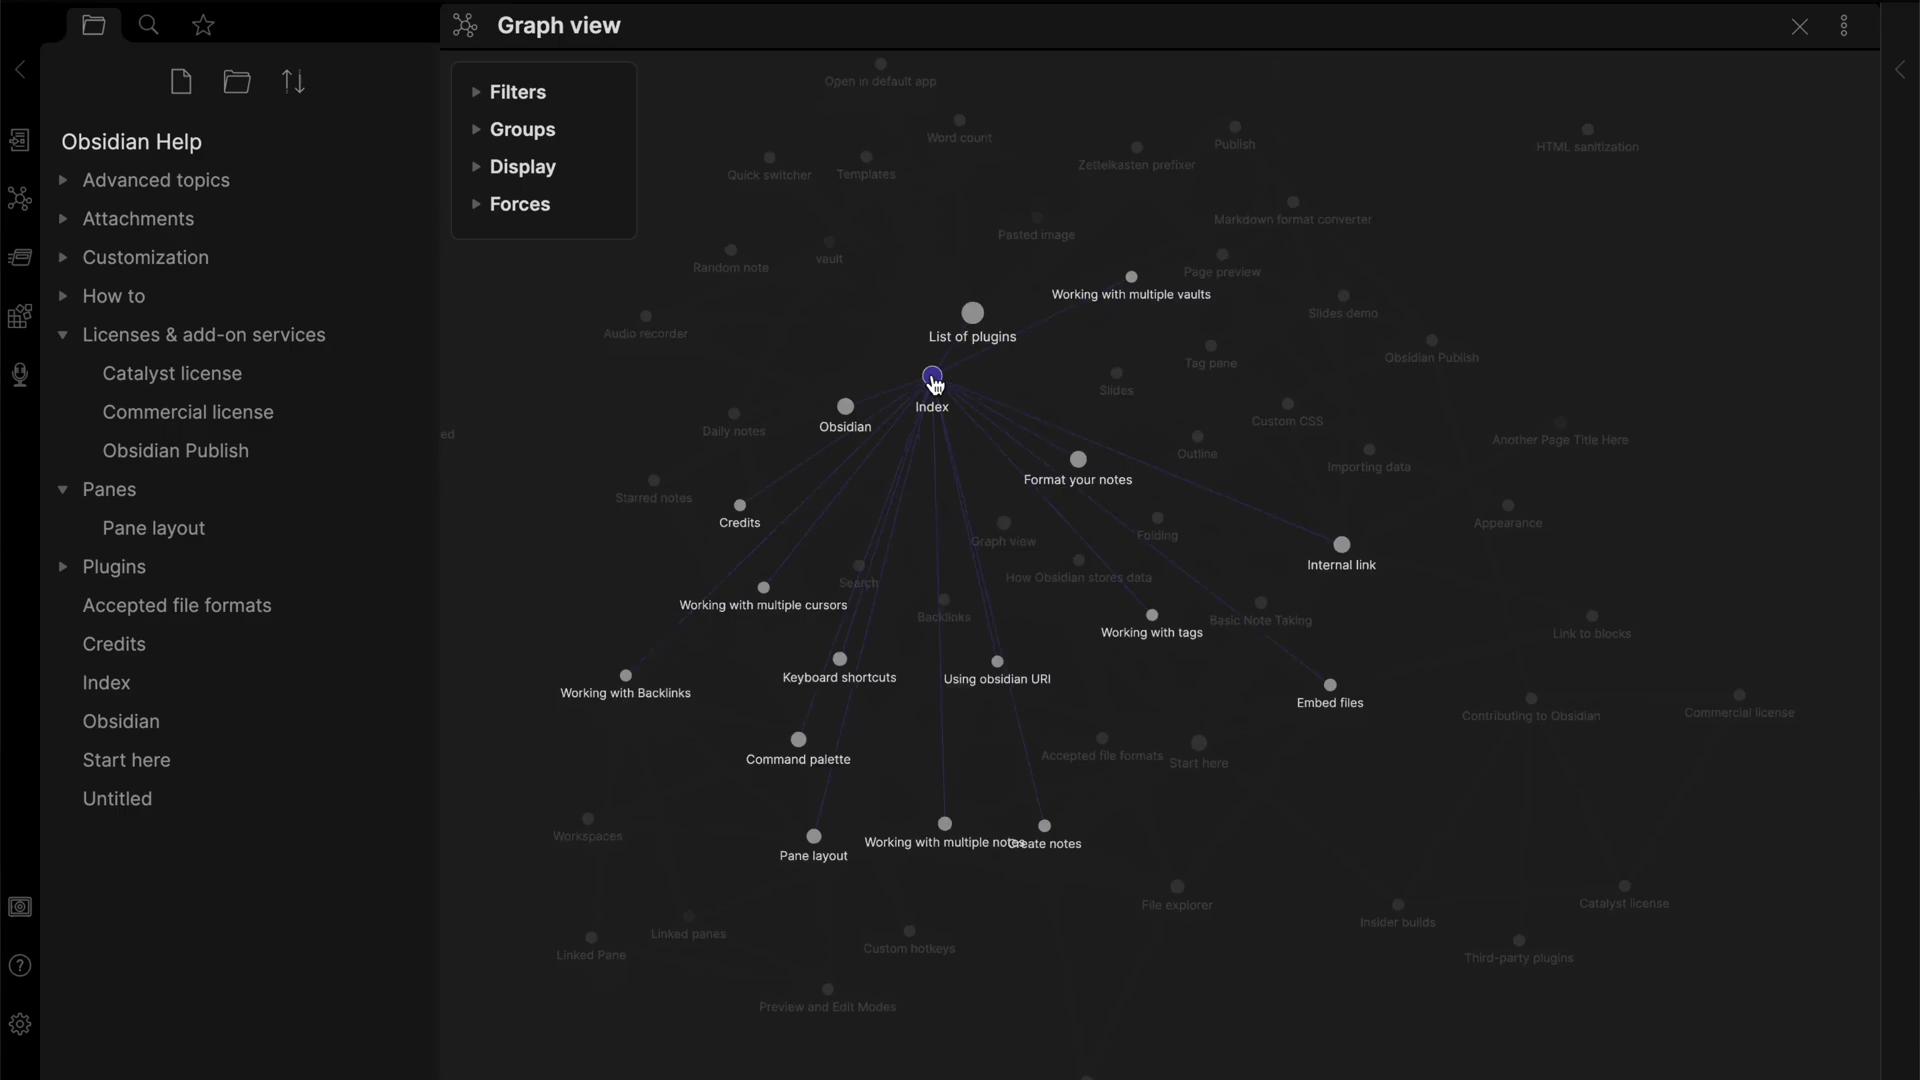 Graph view
Obsidian Help
Advanced topics
Attachments
Customization
How to
Licenses & add-on services
Catalyst license
Commercial license
Obsidian Publish
Panes
Pane layout
Plugins
Accepted file formats
Credits
Index
Obsidian
Start here
Untitled
Filters
Groups
Display
Forces
Open in default app
Word count
Publish
HTML sanitization
Zettelkasten prefixer
Quick switcher
Templates
Markdown format converter
Pasted image
vault
Random note
Page preview
Working with multiple vaults
Slides demo
Audio recorder
List of plugins
Obsidian Publish
Tag pane
Slides
Index
Custom CSS
Obsidian
Daily notes
ed
Another Page Title Here
Outline
Importing data
Format your notes
Starred notes
Credits
Appearance
Folding
Graph view
Internal link
How Obsidian stores data
Search
Working with multiple cursors
Backlinks
Basic Note Taking
Working with tags
Link to blocks
Keyboard shortcuts
Using obsidian URI
Working with Backlinks
Embed files
Commercial license
Contributing to Obsidian
Accepted file formats
Command palette
Start here
Workspaces
Working with multiple notes
Create notes
Pane layout
Catalyst license
File explorer
Insider builds
Linked panes
Custom hotkeys
Linked Pane
Third-party plugins
Preview and Edit Modes